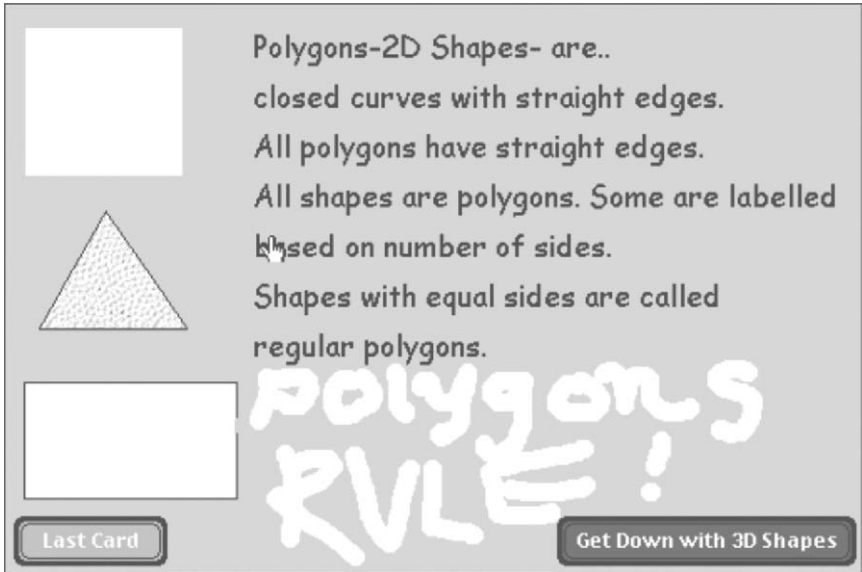 Polygons-2D Shapes- are..
closed curves with straight edges.
All polygons have straight edges.
All shapes are polygons. Some are labelled
based on number of sides.
Shapes with equal sides are called
regular polygons.
polygons
RULE!
Last Card
Get Down with 3D Shapes